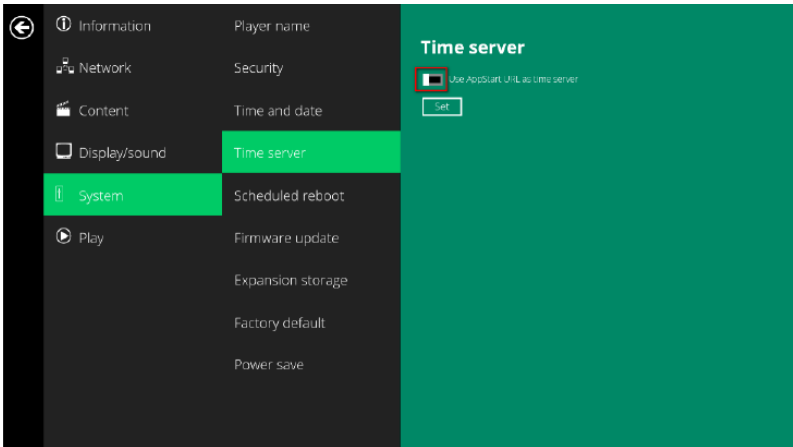 Information
Network
Content
Display/sound
System
Play
Player name
Security
Time and date
Time server
Scheduled reboot
Firmware update
Expansion storage
Factory default
Power save
Time server
Use AppStart URL as time server
Set